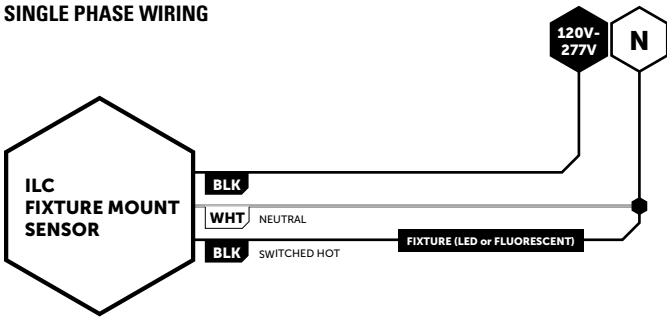 SINGLE PHASE WIRING
120V-
277V
N
ILC
FIXTURE MOUNT
SENSOR
BLK
WHT NEUTRAL
BLK SWITCHED HOT
FIXTURE (LED or FLUORESCENT)